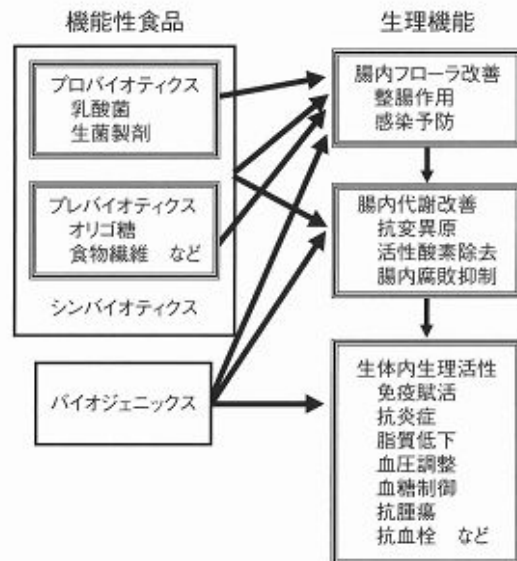 機能性食品
プロバイオティクス
乳酸菌
生菌製剤
プレバイオティクス
オリゴ糖
食物繊維 など
シンバイオティクス
バイオジェニックス
生理機能
腸内フローラ改善
整腸作用
感染予防
腸内代謝改善
抗変異原
活性酸素除去
腸内腐敗抑制
生体内生理活性
免疫賦活
抗炎症
脂質低下
血圧調整
血糖制御
抗腫瘍
抗血栓 など